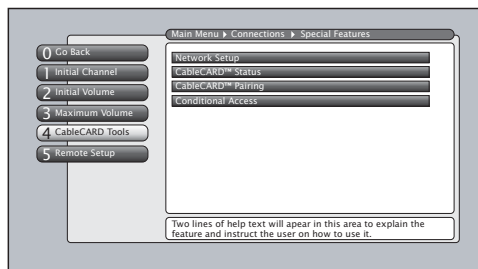 Main Menu ▸ Connections ▸ Special Features
0 Go Back
1 Initial Channel
2 Initial Volume
3 Maximum Volume
4 CableCARD Tools
5 Remote Setup
Network Setup
CableCARD™ Status
CableCARD™ Pairing
Conditional Access
Two lines of help text will apear in this area to explain the
feature and instruct the user on how to use it.